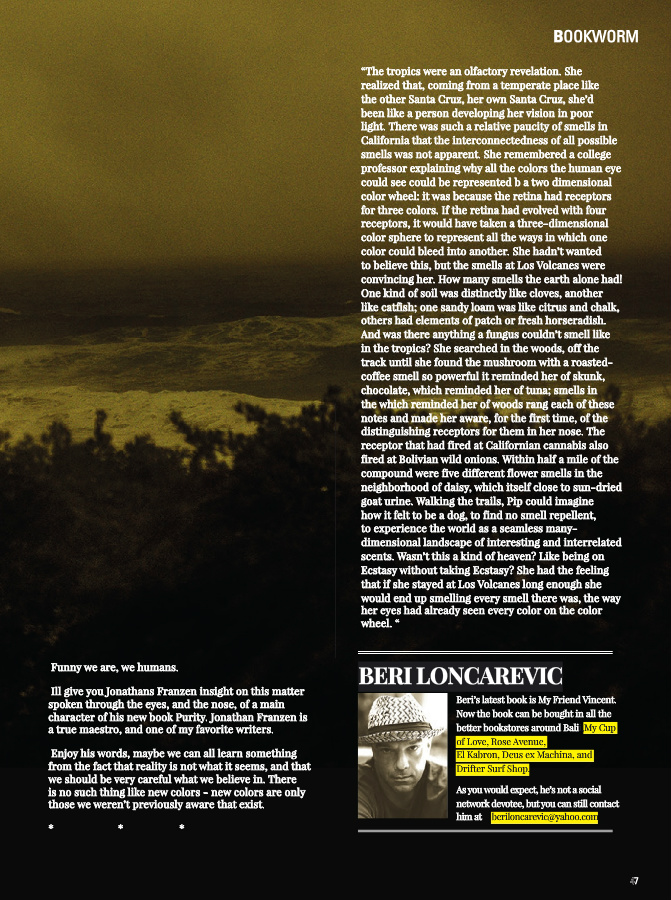 BOOKWORM
"The tropics were an olfactory revelation. She
realized that, coming from a temperate place like
the other Santa Cruz, her own Santa Cruz, she'd
been like a person developing her vision in poor
light. There was such a relative paucity of smells in
California that the interconnectedness of all possible
smells was not apparent. She remembered a college
professor explaining why all the colors the human eye
could see could be represented b a two dimensional
color wheel: it was because the retina had receptors
for three colors. If the retina had evolved with four
receptors, it would have taken a three-dimensional
color sphere to represent all the ways in which one
color could bleed into another. She hadn't wanted
to believe this, but the smells at Los Volcanes were
convincing her. How many smells the earth alone had!
One kind of soil was distinctly like cloves, another
like catfish; one sandy loam was like citrus and chalk,
others had elements of patch or fresh horseradish.
And was there anything a fungus couldn't smell like
in the tropics? She searched in the woods, off the
track until she found the mushroom with a roasted-
coffee smell so powerful it reminded her of skunk,
chocolate, which reminded her of tuna; smells in
the which reminded her of woods rang each of these
notes and made her aware, for the first time, of the
distinguishing receptors for them in her nose. The
receptor that had fired at Californian cannabis also
fired at Bolivian wild onions. Within half a mile of the
compound were five different flower smells in the
neighborhood of daisy, which itself close to sun-dried
goat urine. Walking the trails, Pip could imagine
how it felt to be a dog, to find no smell repellent,
to experience the world as a seamless many-
dimensional landscape of interesting and interrelated
scents. Wasn't this a kind of heaven? Like being on
Ecstasy without taking Ecstasy? She had the feeling
that if she stayed at Los Volcanes long enough she
would end up smelling every smell there was, the way
her eyes had already seen every color on the color
wheel. "
Funny we are, we humans.
Ill give you Jonathans Franzen insight on this matter
spoken through the eyes, and the nose, of a main
character of his new book Purity. Jonathan Franzen is
a true maestro, and one of my favorite writers.
Enjoy his words, maybe we can all learn something
from the fact that reality is not what it seems, and that
we should be very careful what we believe in. There
is no such thing like new colors - new colors are only
those we weren't previously aware that exist.
* * *
BERI LONCAREVIC
Beri's latest book is My Friend Vincent.
Now the book can be bought in all the
better bookstores around Bali My Cup
of Love, Rose Avenue,
El Kabron, Deus ex Machina, and
Drifter Surf Shop.
As you would expect, he's not a social
network devotee, but you can still contact
him at beriloncarevic@yahoo.com
47